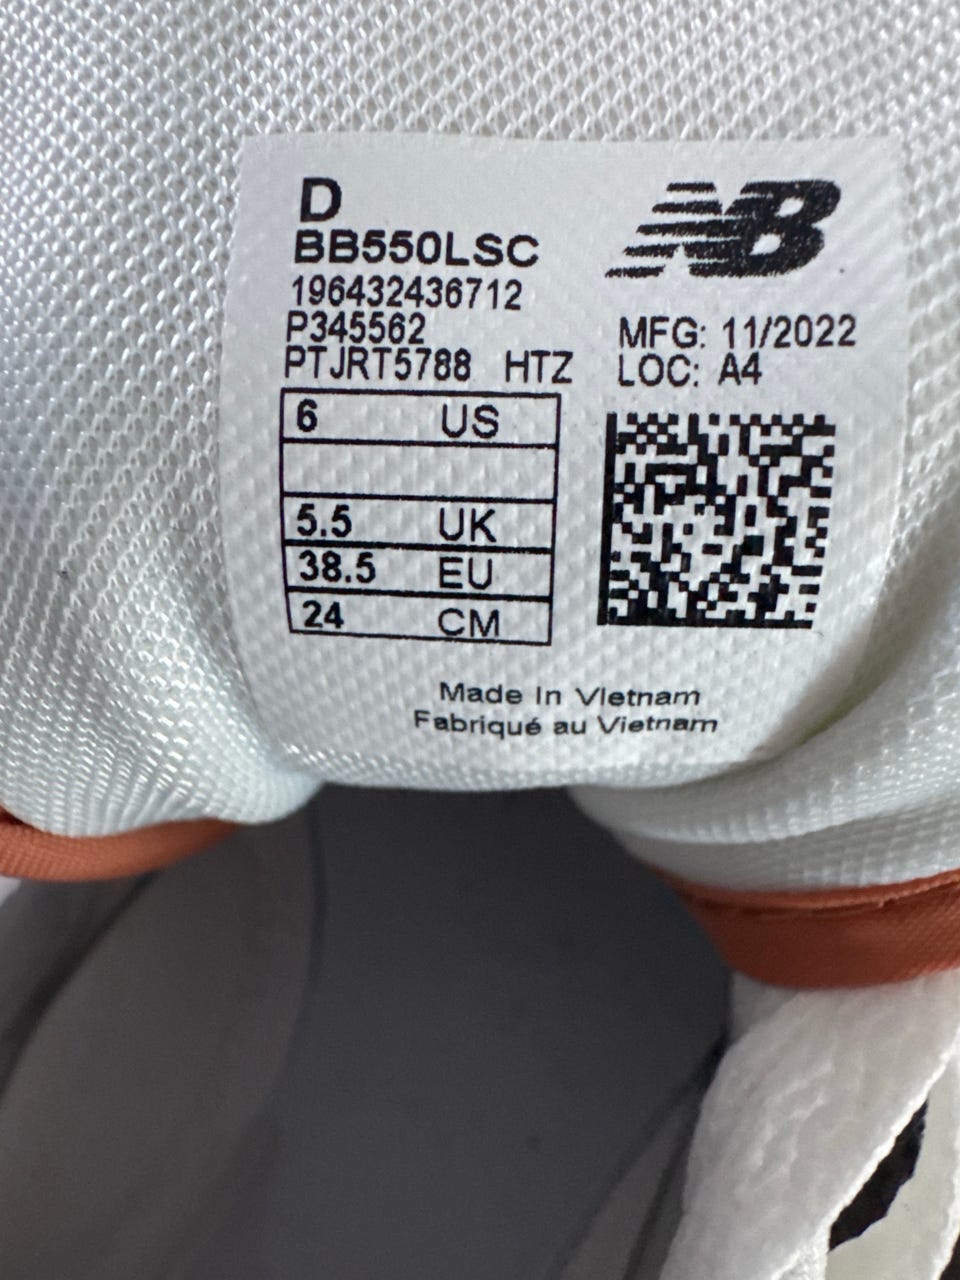 D
BB550LSC
196432436712
P345562
PTJRT5788 HTZ
NB
MFG: 11/2022
LOC: A4
6 US
5.5 UK
38.5 EU
24 CM
Made In Vietnam
Fabriqué au Vietnam